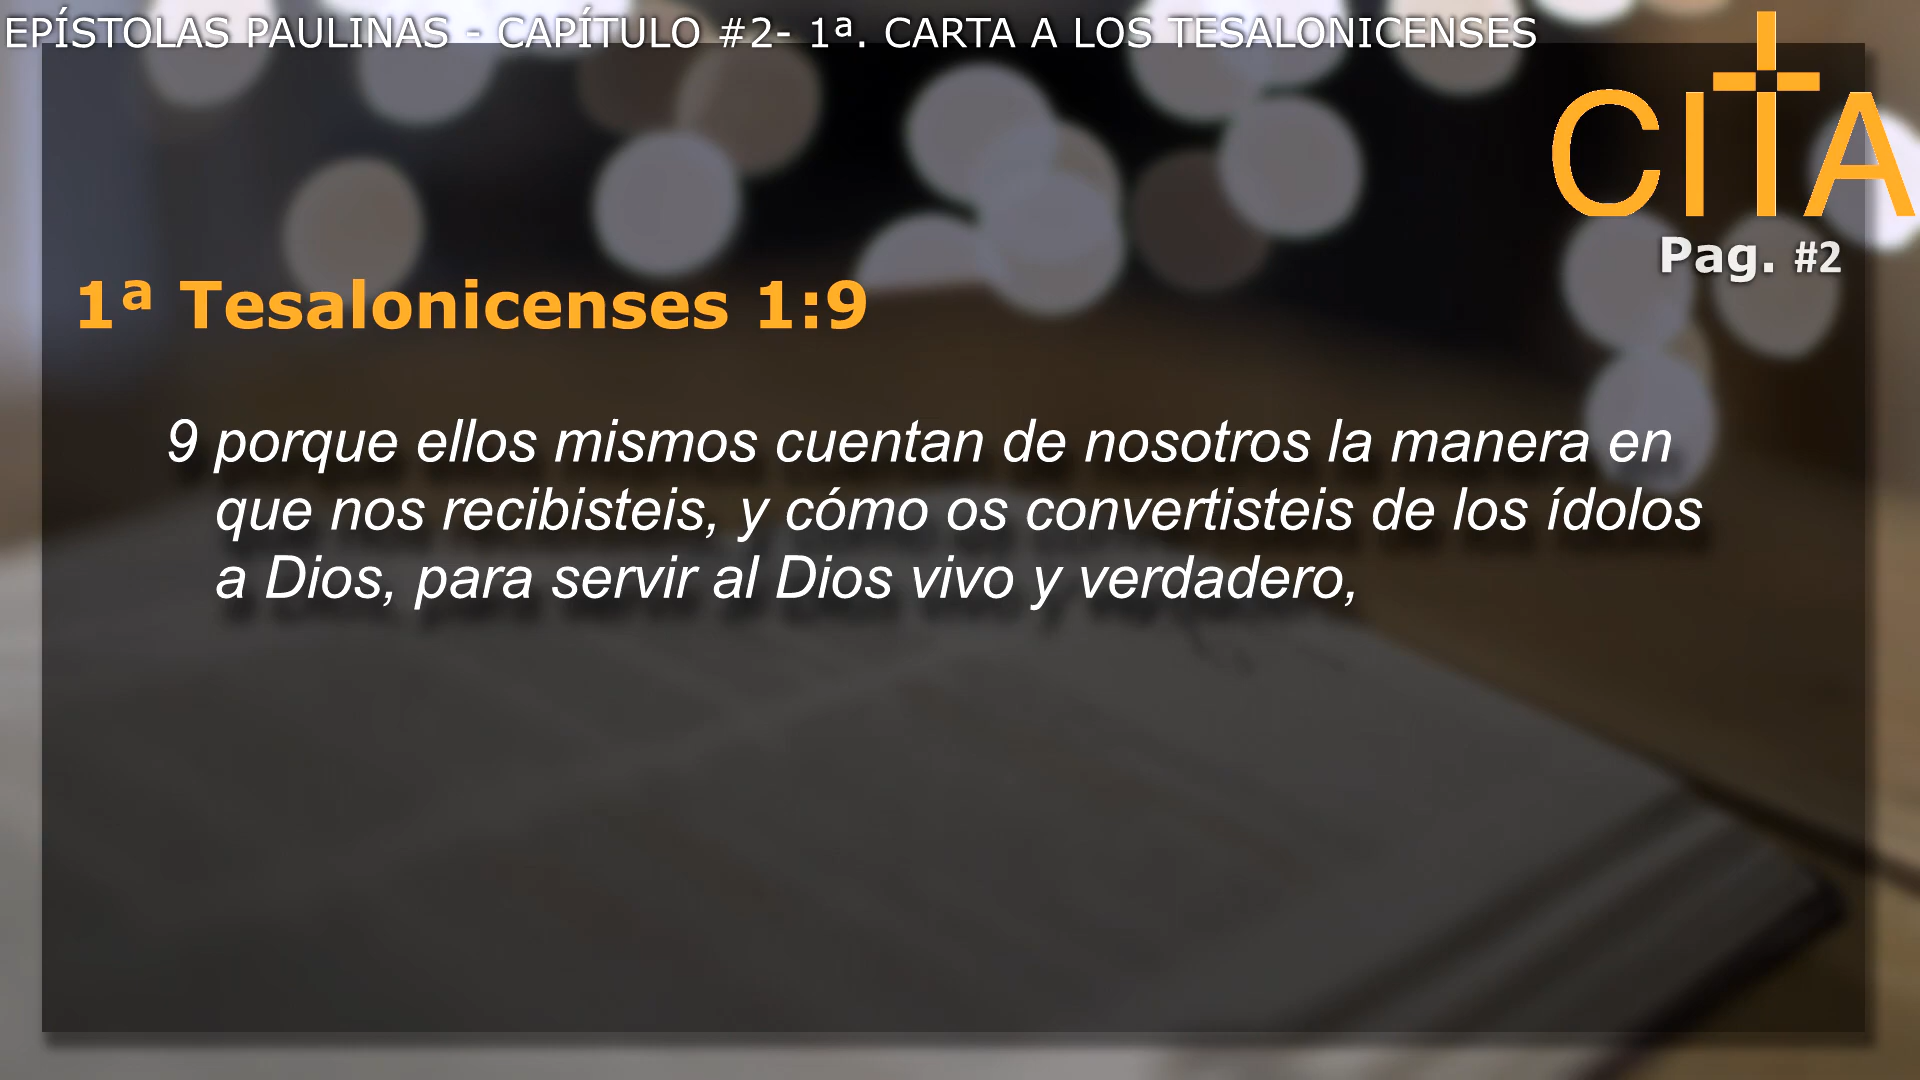 EPÍSTOLAS PAULINAS - CAPÍTULO #2- 1ª. CARTA A LOS TESALONICENSES
CITA
Pag. #2
1ª Tesalonicenses 1:9
9 porque ellos mismos cuentan de nosotros la manera en
que nos recibisteis, y cómo os convertisteis de los ídolos
a Dios, para servir al Dios vivo y verdadero,